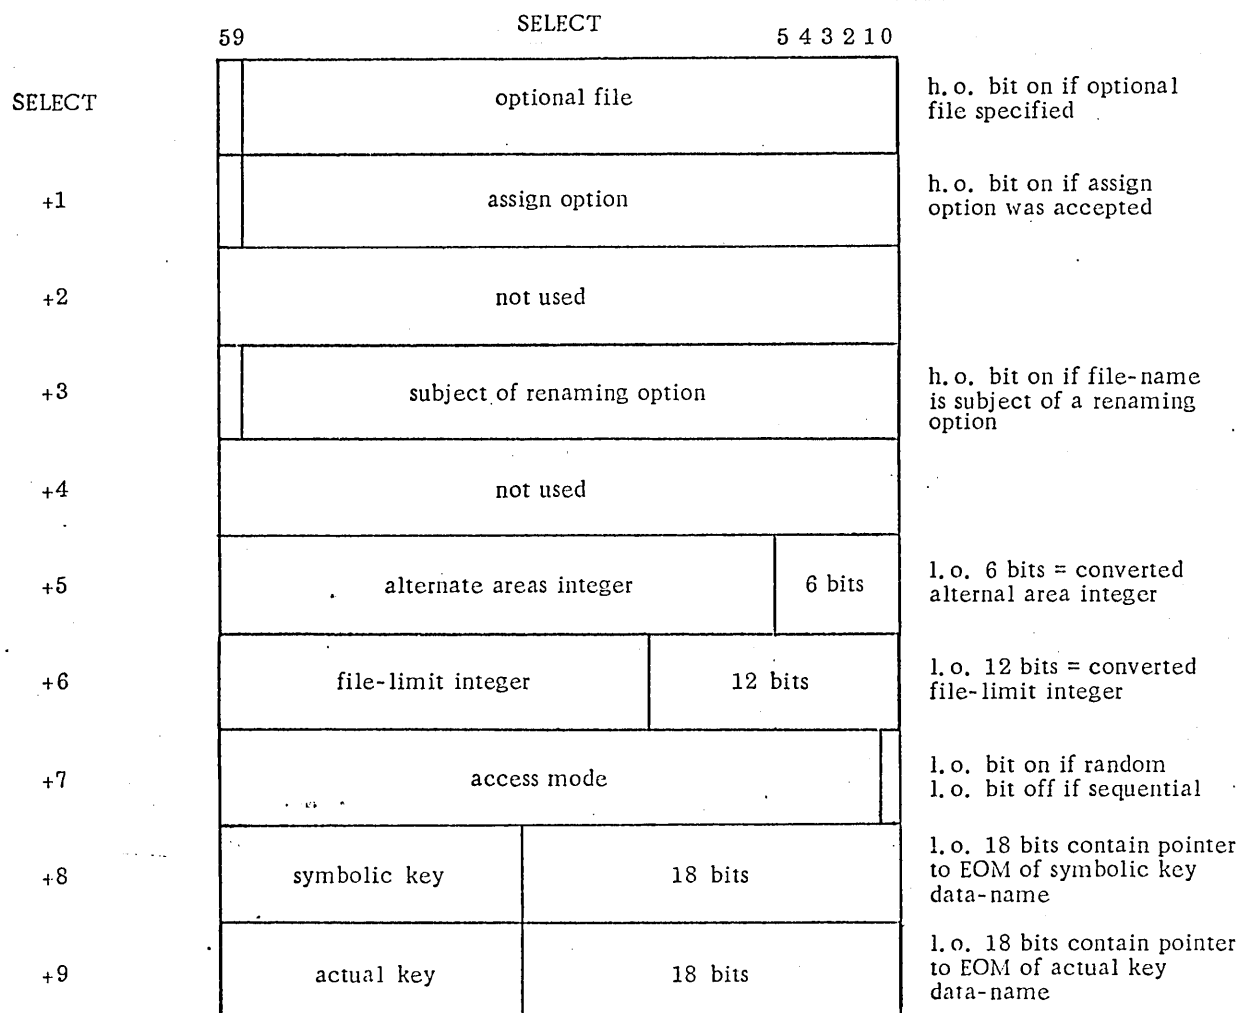 SELECT
59 5 4 3 2 1 0
SELECT optional file h.o. bit on if optional
file specified
+1 assign option h.o. bit on if assign
option was accepted
+2 not used
+3 subject of renaming option h.o. bit on if file-name
is subject of a renaming
option
+4 not used
+5 alternate areas integer 6 bits l.o. 6 bits = converted
alternal area integer
+6 file-limit integer 12 bits l.o. 12 bits = converted
file-limit integer
+7 access mode l.o. bit on if random
l.o. bit off if sequential
+8 symbolic key 18 bits l.o. 18 bits contain pointer
to EOM of symbolic key
data-name
+9 actual key 18 bits l.o. 18 bits contain pointer
to EOM of actual key
data-name